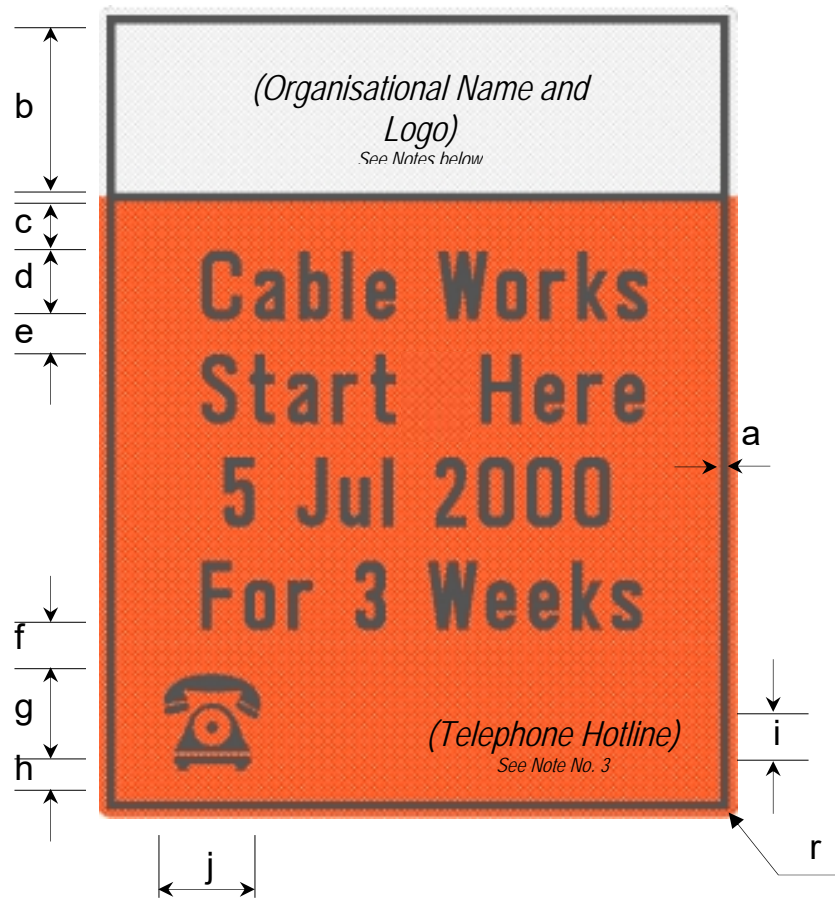 b
(Organisational Name and
Logo)
See Notes below
c
d
Cable Works
e
Start Here
a
5 Jul 2000
For 3 Weeks
f
g
(Telephone Hotline)
i
See Note No. 3
h
r
j